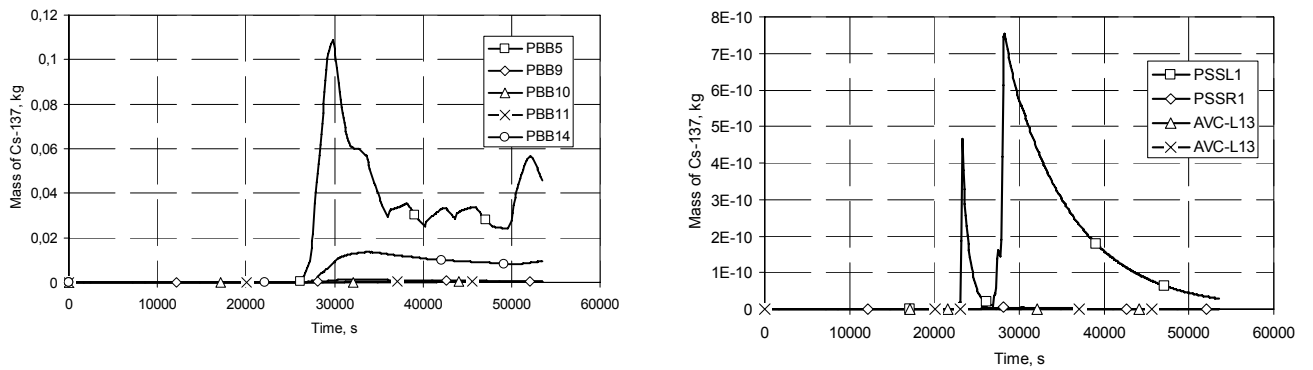 Mass of Cs-137, kg
0,12
0,1
0,08
0,06
0,04
0,02
0
0 10000 20000 30000 40000 50000 60000
Time, s
PBB5
PBB9
PBB10
PBB11
PBB14
Mass of Cs-137, kg
8E-10
7E-10
6E-10
5E-10
4E-10
3E-10
2E-10
1E-10
0
0 10000 20000 30000 40000 50000 60000
Time, s
PSSL1
PSSR1
AVC-L13
AVC-L13